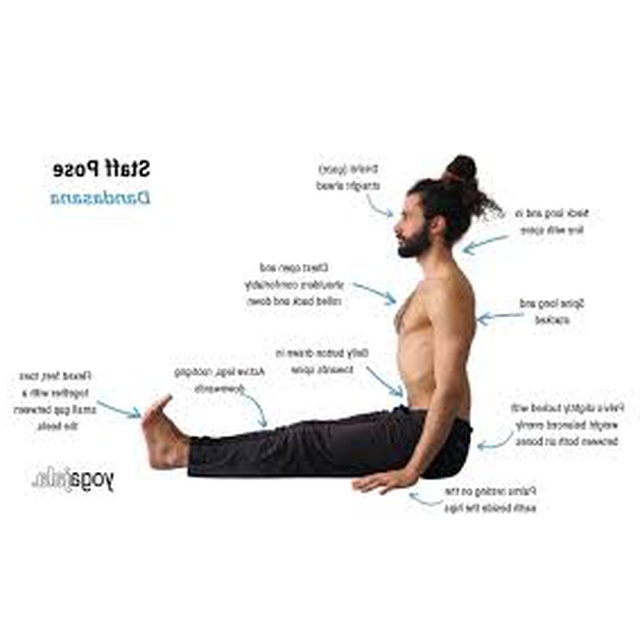 Staff Pose
Dandasana
Drishti (gaze)
straight ahead
Neck long and in
line with spine
Chest open and
shoulders comfortably
rolled back and down
Spine long and
stacked
Belly button drawn in
towards spine
Active legs, rootinng
downwards
Flexed feet, toes
together with a
small gap between
the heels
Pelvis slightly tucked with
weight balanced evenly
between sit both sit bones
Palms resting on the
earth beside the hips
yogajala.